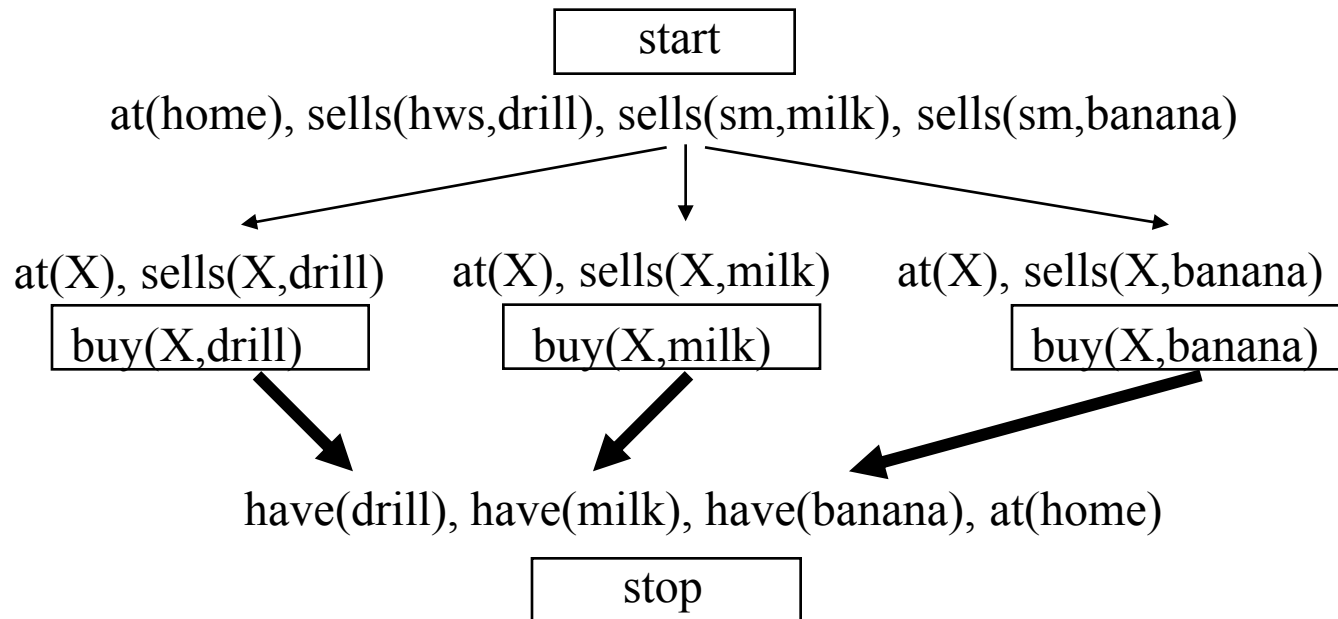 start
at(home), sells(hws,drill), sells(sm,milk), sells(sm,banana)
at(X), sells(X,drill) at(X), sells(X,milk) at(X), sells(X,banana)
buy(X,drill) buy(X,milk) buy(X,banana)
have(drill), have(milk), have(banana), at(home)
stop